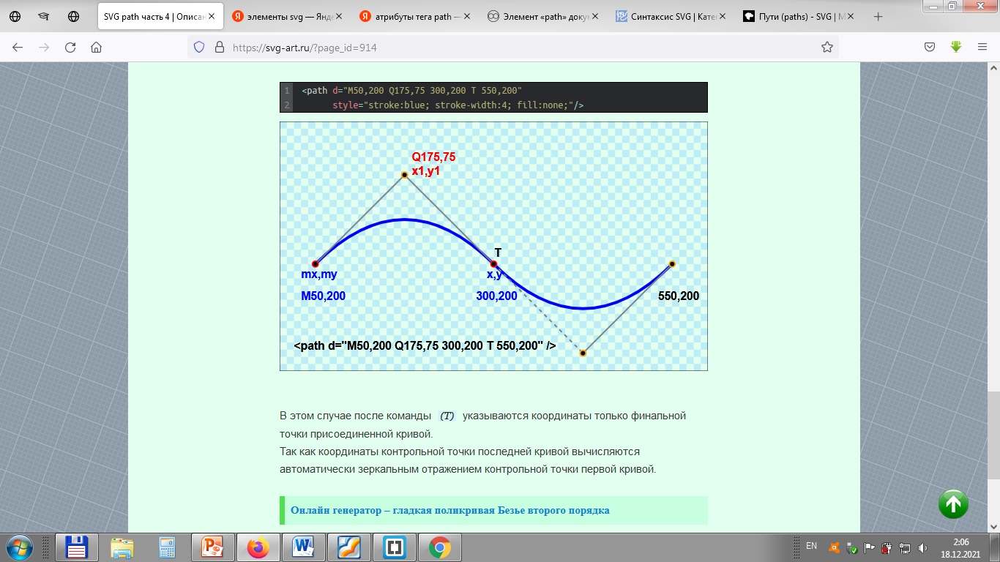 SVG path часть 4 | Описан
элементы svg — Янде
атрибуты тега path —
Элемент «path» доку
Синтаксис SVG | Кате
Пути (paths) - SVG | M
https://svg-art.ru/?page_id=914
1 <path d="M50,200 Q175,75 300,200 T 550,200"
2 style="stroke:blue; stroke-width:4; fill:none;"/>
Q175,75
x1,y1
T
mx,my
x,y
M50,200
300,200
550,200
<path d="M50,200 Q175,75 300,200 T 550,200" />
В этом случае после команды (T) указываются координаты только финальной
точки присоединенной кривой.
Так как координаты контрольной точки последней кривой вычисляются
автоматически зеркальным отражением контрольной точки первой кривой.
Онлайн генератор – гладкая поликривая Безье второго порядка
EN
2:06
18.12.2021